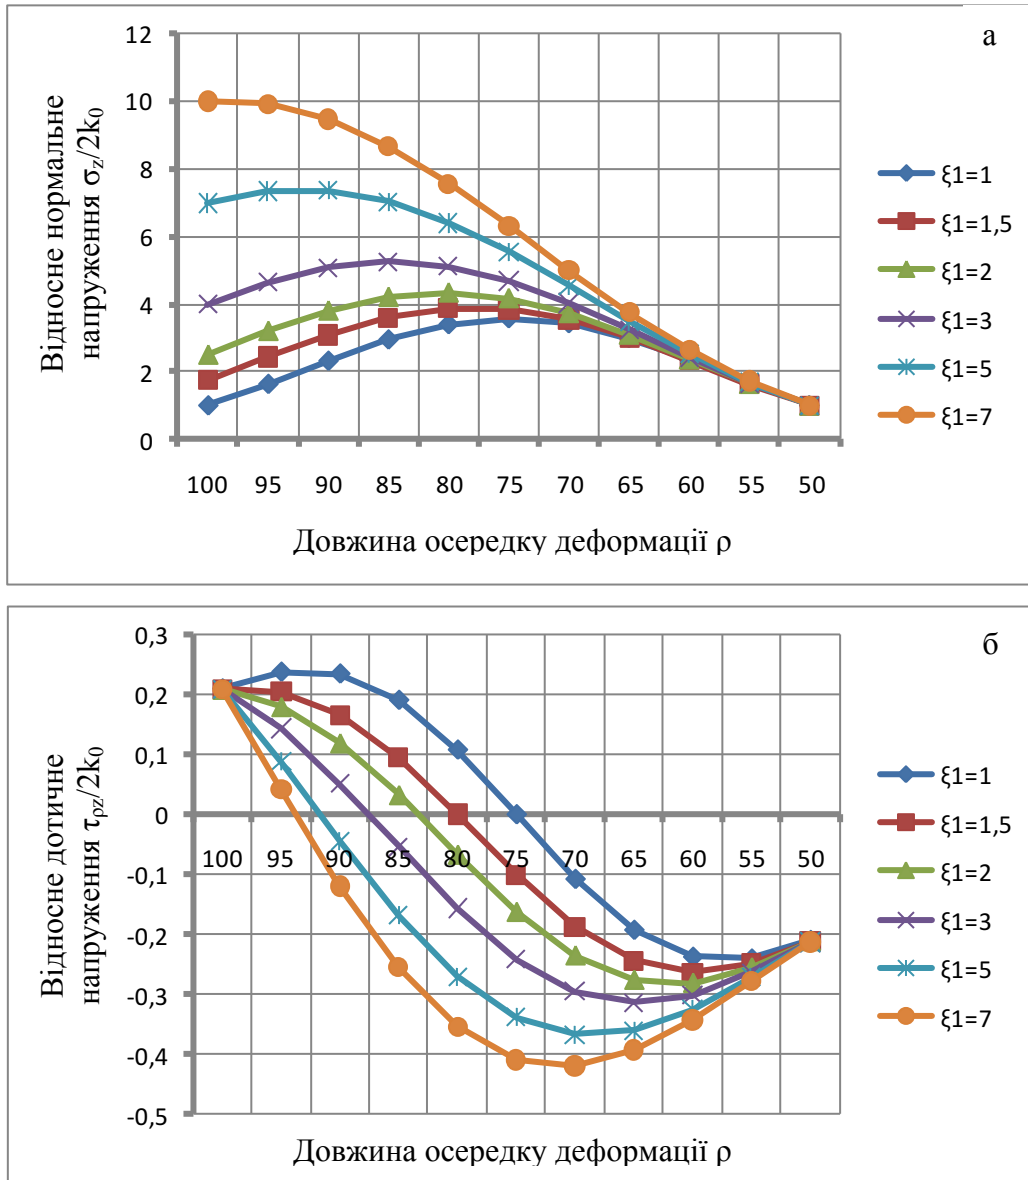 а
Відносне нормальне
напруження σz/2k0
12
10
8
6
4
2
0
100 95 90 85 80 75 70 65 60 55 50
Довжина осередку деформації ρ
ξ1=1
ξ1=1,5
ξ1=2
ξ1=3
ξ1=5
ξ1=7
б
Відносне дотичне
напруження τρz/2k0
0,3
0,2
0,1
0
-0,1
-0,2
-0,3
-0,4
-0,5
100 95 90 85 80 75 70 65 60 55 50
Довжина осередку деформації ρ
ξ1=1
ξ1=1,5
ξ1=2
ξ1=3
ξ1=5
ξ1=7